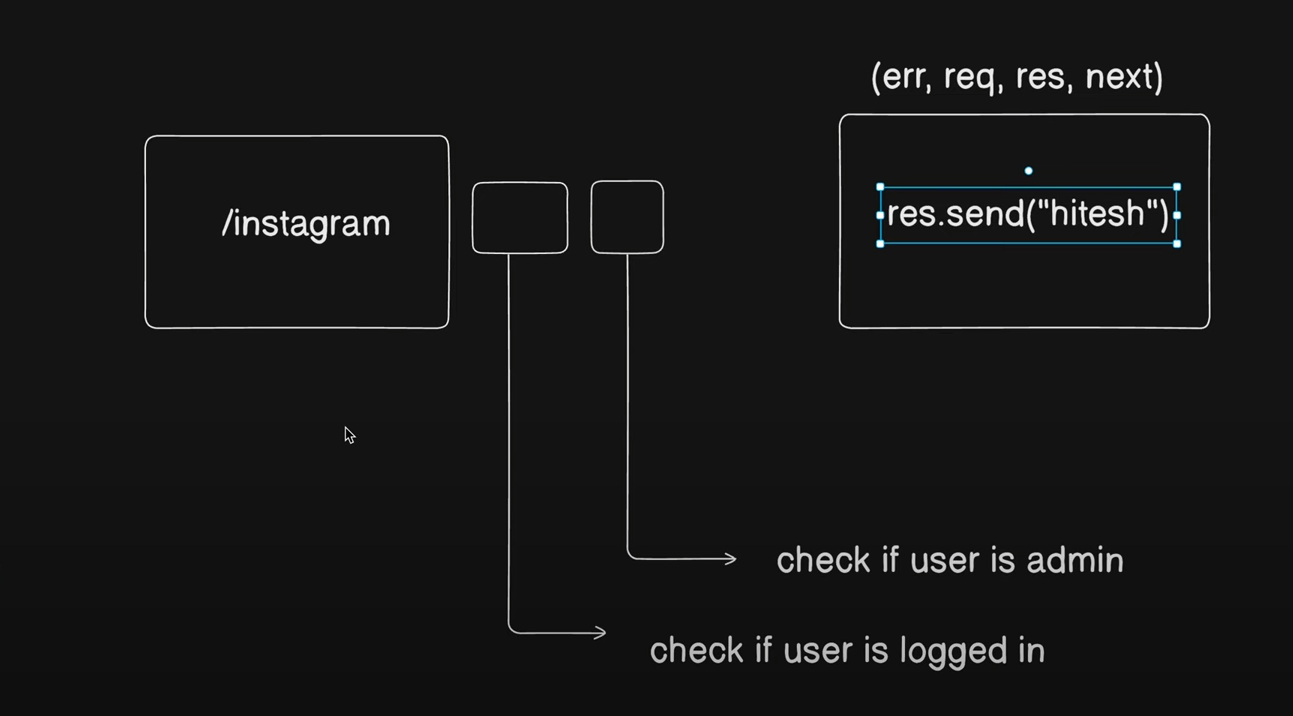 (err, req, res, next)
/instagram
res.send("hitesh")
check if user is admin
check if user is logged in